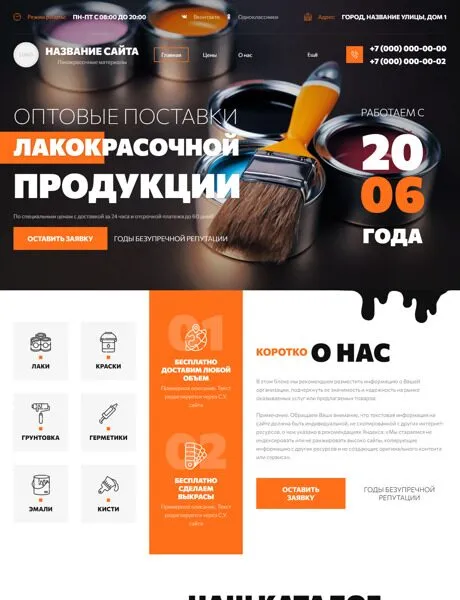 Режим работы: ПН-ПТ С 08:00 ДО 20:00 Vkontakte Одноклассники Адрес: ГОРОД, НАЗВАНИЕ УЛИЦЫ, ДОМ 1
НАЗВАНИЕ САЙТА
Лакокрасочные материалы
Главная Цены О нас Ещё
+7 (000) 000-00-00
+7 (000) 000-00-02
ОПТОВЫЕ ПОСТАВКИ
ЛАКОКРАСОЧНОЙ
ПРОДУКЦИИ
По специальным ценам с доставкой за 24 часа и отсрочкой платежа до 60 дней!
ОСТАВИТЬ ЗАЯВКУ ГОДЫ БЕЗУПРЕЧНОЙ РЕПУТАЦИИ
РАБОТАЕМ С
20
06
ГОДА
ЛАКИ КРАСКИ
ГРУНТОВКА ГЕРМЕТИКИ
ЭМАЛИ КИСТИ
01
БЕСПЛАТНО
ДОСТАВИМ ЛЮБОЙ
ОБЪЕМ
Примерное описание. Текст
редактируется через С.У.
сайта
02
БЕСПЛАТНО
СДЕЛАЕМ
ВЫКРАСЫ
Примерное описание. Текст
редактируется через С.У.
сайта
КОРОТКО О НАС
В этом блоке мы рекомендуем разместить информацию о Вашей
организации, подчеркнуть ее значимость и надежность на рынке
оказываемых услуг или предлагаемых товаров.
Примечание. Обращаем Ваше внимание, что текстовая информация на
сайте должна быть индивидуальной, не скопированной с других интернет-
ресурсов, о чем указано в рекомендациях Яндекса: «Мы стараемся не
индексировать или не ранжировать высоко сайты, копирующие
информацию с других ресурсов и не создающие оригинального контента
или сервиса».
ОСТАВИТЬ
ЗАЯВКУ
ГОДЫ БЕЗУПРЕЧНОЙ
РЕПУТАЦИИ
НАШ КАТАЛОГ